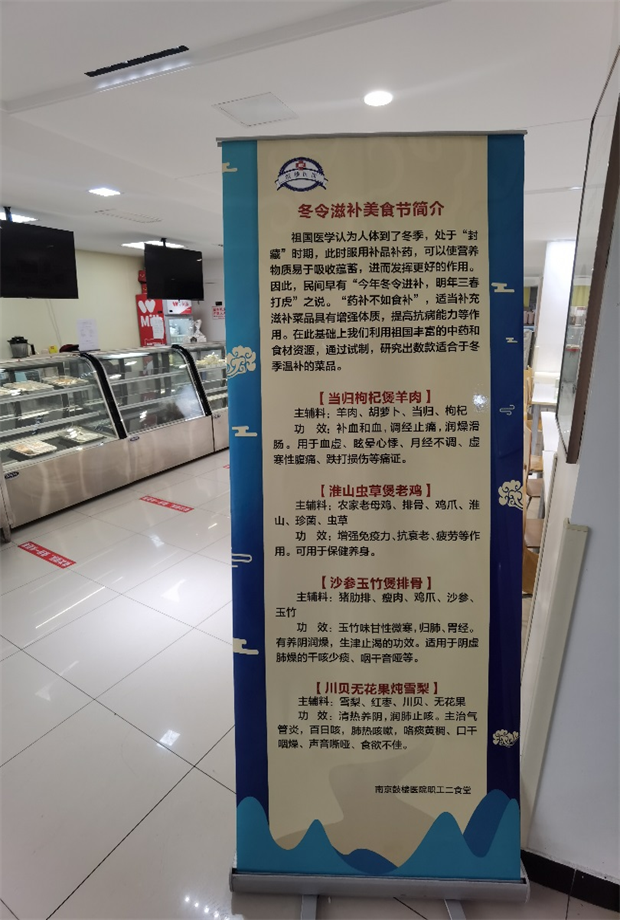 鼓楼医院
冬令滋补美食节简介
祖国医学认为人体到了冬季，处于“封
藏”时期，此时服用补品补药，可以使营养
物质易于吸收蕴蓄，进而发挥更好的作用。
因此，民间早有“今年冬令进补，明年三春
打虎”之说。“药补不如食补”，适当补充
滋补菜品具有增强体质，提高抗病能力等作
用。在此基础上我们利用祖国丰富的中药和
食材资源，通过试制，研究出数款适合于冬
季温补的菜品。
【当归枸杞煲羊肉】
主辅料：羊肉、胡萝卜、当归、枸杞
功 效：补血和血，调经止痛，润燥滑
肠。用于血虚、眩晕心悸、月经不调、虚
寒性腹痛、跌打损伤等痛证。
【淮山虫草煲老鸡】
主辅料：农家老母鸡、排骨、鸡爪、淮
山、珍菌、虫草
功 效：增强免疫力、抗衰老、疲劳等作
用。可用于保健养身。
【沙参玉竹煲排骨】
主辅料：猪肋排、瘦肉、鸡爪、沙参、
玉竹
功 效：玉竹味甘性微寒，归肺、胃经。
有养阴润燥，生津止渴的功效。适用于阴虚
肺燥的干咳少痰、咽干音哑等。
【川贝无花果炖雪梨】
主辅料：雪梨、红枣、川贝、无花果
功 效：清热养阴，润肺止咳。主治气
管炎，百日咳，肺热咳嗽，咯痰黄稠、口干
咽燥、声音嘶哑、食欲不佳。
南京鼓楼医院职工二食堂